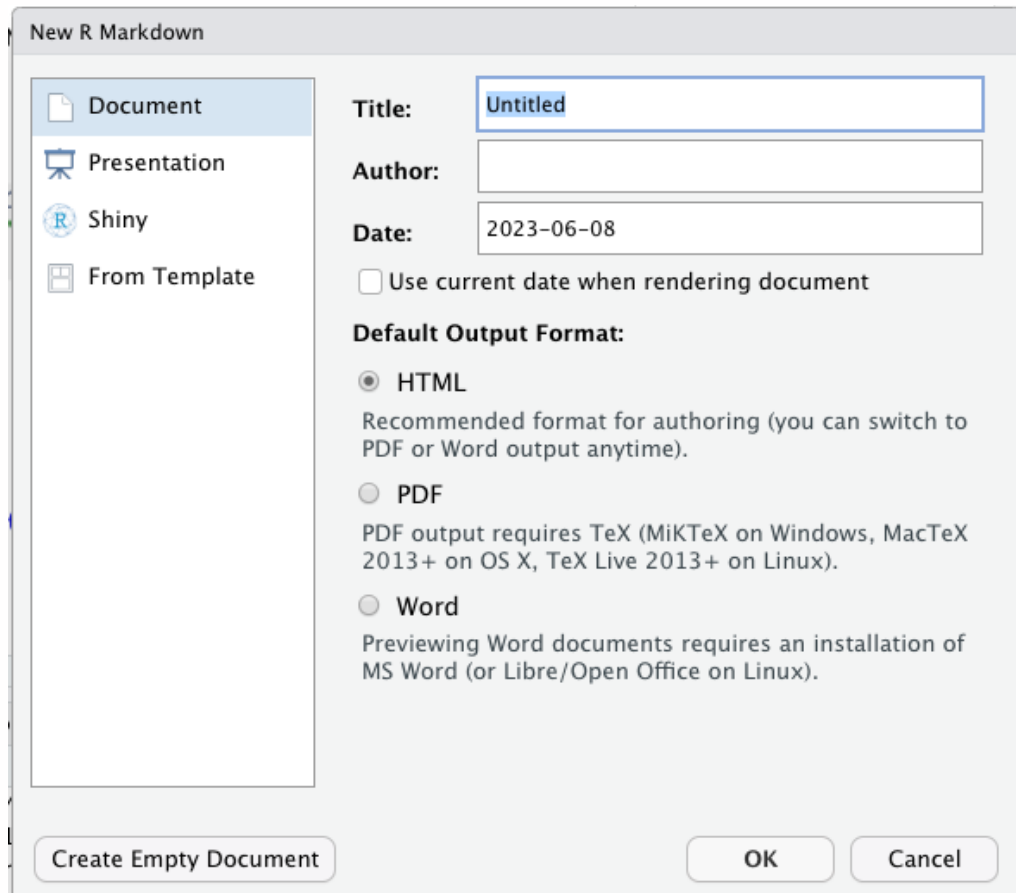 New R Markdown
Document
Presentation
Shiny
From Template
Title:
Untitled
Author:
Date:
2023-06-08
Use current date when rendering document
Default Output Format:
HTML
Recommended format for authoring (you can switch to
PDF or Word output anytime).
PDF
PDF output requires TeX (MiKTeX on Windows, MacTeX
2013+ on OS X, TeX Live 2013+ on Linux).
Word
Previewing Word documents requires an installation of
MS Word (or Libre/Open Office on Linux).
Create Empty Document
OK
Cancel